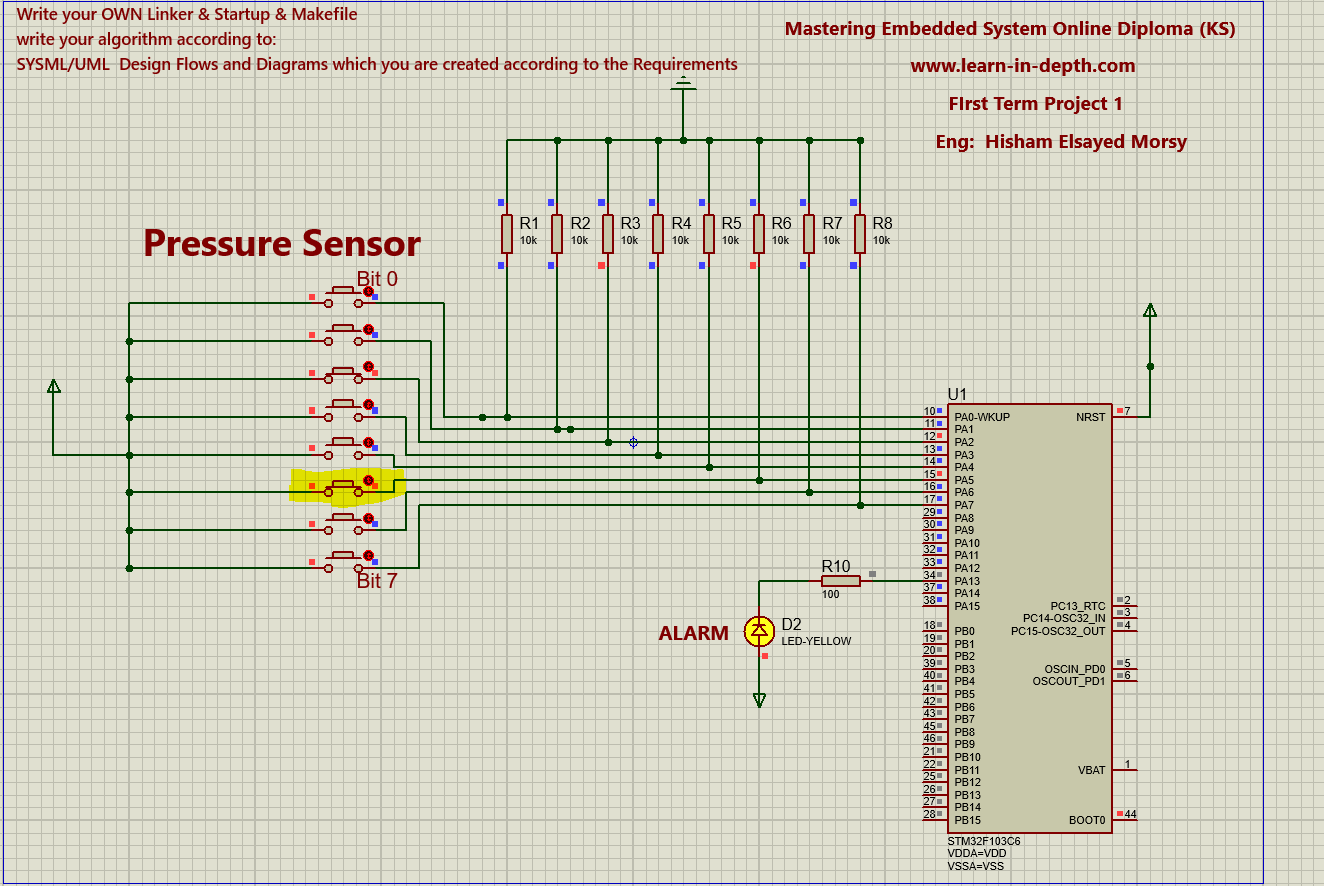 Write your OWN Linker & Startup & Makefile
write your algorithm according to:
SYSML/UML Design Flows and Diagrams which you are created according to the Requirements
Mastering Embedded System Online Diploma (KS)
www.learn-in-depth.com
FIrst Term Project 1
Eng: Hisham Elsayed Morsy
R1
10k
R2
10k
R3
10k
R4
10k
R5
10k
R6
10k
R7
10k
R8
10k
Pressure Sensor
Bit 0
Bit 7
U1
10 PA0-WKUP
11 PA1
12 PA2
13 PA3
14 PA4
15 PA5
16 PA6
17 PA7
29 PA8
30 PA9
31 PA10
32 PA11
33 PA12
34 PA13
37 PA14
38 PA15
18 PB0
19 PB1
20 PB2
39 PB3
40 PB4
41 PB5
42 PB6
43 PB7
45 PB8
46 PB9
21 PB10
22 PB11
25 PB12
26 PB13
27 PB14
28 PB15
NRST 7
PC13_RTC 2
PC14-OSC32_IN 3
PC15-OSC32_OUT 4
OSCIN_PD0 5
OSCOUT_PD1 6
VBAT 1
BOOT0 44
STM32F103C6
VDDA=VDD
VSSA=VSS
R10
100
ALARM
D2
LED-YELLOW